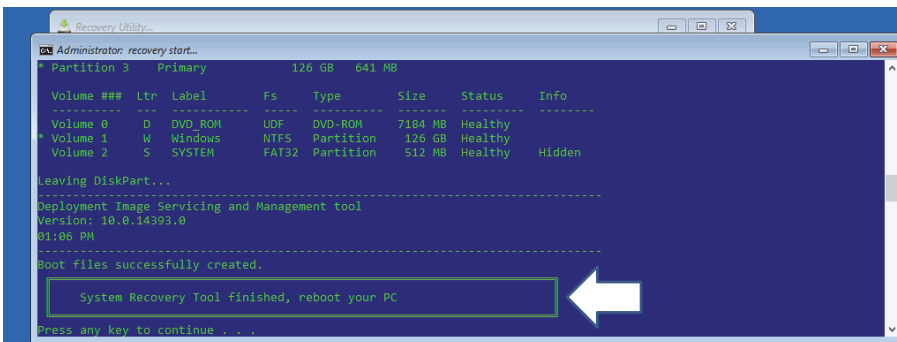 Recovery Utility...
Administrator: recovery start...
* Partition 3    Primary             126 GB   641 MB
  Volume ###  Ltr  Label        Fs     Type        Size     Status     Info
  ----------  ---  -----------  -----  ----------  -------  ---------  --------
  Volume 0     D   DVD_ROM      UDF    DVD-ROM     7184 MB  Healthy
* Volume 1     W   Windows      NTFS   Partition    126 GB  Healthy
  Volume 2     S   SYSTEM       FAT32  Partition    512 MB  Healthy    Hidden
Leaving DiskPart...
-------------------------------------------------------------------------------
Deployment Image Servicing and Management tool
Version: 10.0.14393.0
01:06 PM
-------------------------------------------------------------------------------
Boot files successfully created.
System Recovery Tool finished, reboot your PC
Press any key to continue . . .